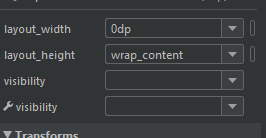 layout_width 0dp
layout_height wrap_content
visibility
visibility
Transforms